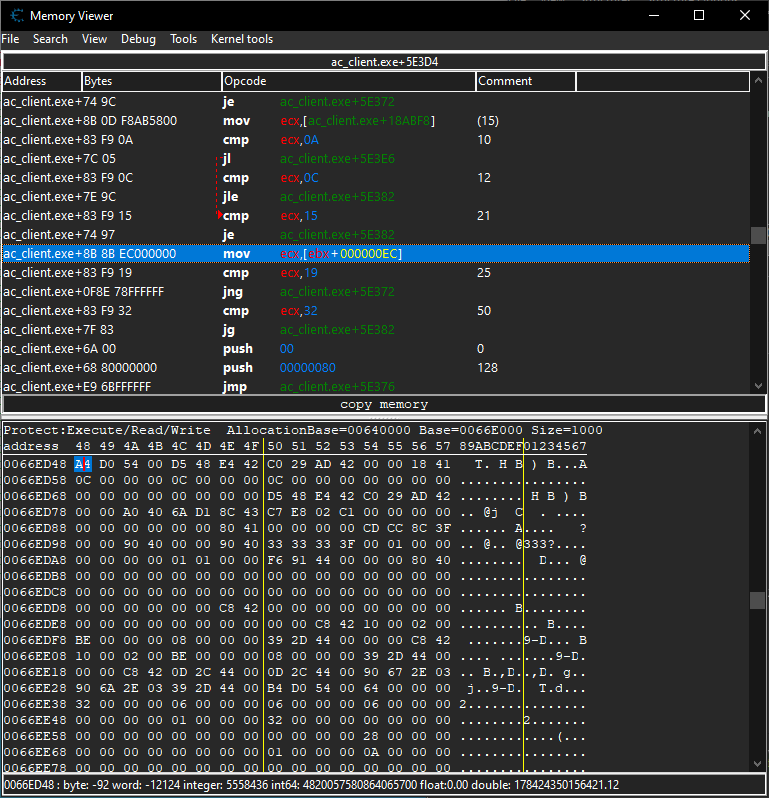 Memory Viewer
File Search View Debug Tools Kernel tools
ac_client.exe+5E3D4
Address Bytes Opcode Comment
ac_client.exe+74 9C je ac_client.exe+5E372
ac_client.exe+8B 0D F8AB5800 mov ecx,[ac_client.exe+18ABF8] (15)
ac_client.exe+83 F9 0A cmp ecx,0A 10
ac_client.exe+7C 05 jl ac_client.exe+5E3E6
ac_client.exe+83 F9 0C cmp ecx,0C 12
ac_client.exe+7E 9C jle ac_client.exe+5E382
ac_client.exe+83 F9 15 cmp ecx,15 21
ac_client.exe+74 97 je ac_client.exe+5E382
ac_client.exe+8B 8B EC000000 mov ecx,[ebx+000000EC]
ac_client.exe+83 F9 19 cmp ecx,19 25
ac_client.exe+0F8E 78FFFFFF jng ac_client.exe+5E372
ac_client.exe+83 F9 32 cmp ecx,32 50
ac_client.exe+7F 83 jg ac_client.exe+5E382
ac_client.exe+6A 00 push 00 0
ac_client.exe+68 80000000 push 00000080 128
ac_client.exe+E9 6BFFFFFF jmp ac_client.exe+5E376
copy memory
Protect:Execute/Read/Write AllocationBase=00640000 Base=0066E000 Size=1000
address 48 49 4A 4B 4C 4D 4E 4F 50 51 52 53 54 55 56 57 89ABCDEF01234567
0066ED48 A4 D0 54 00 D5 48 E4 42 C0 29 AD 42 00 00 18 41 T. H B ) B...A
0066ED58 0C 00 00 00 0C 00 00 00 0C 00 00 00 00 00 00 00 ................
0066ED68 00 00 00 00 00 00 00 00 D5 48 E4 42 C0 29 AD 42 ........ H B ) B
0066ED78 00 00 A0 40 6A D1 8C 43 C7 E8 02 C1 00 00 00 00 .. @j C . ....
0066ED88 00 00 00 00 00 00 80 41 00 00 00 00 CD CC 8C 3F ...... A.... ?
0066ED98 00 00 90 40 00 00 90 40 33 33 33 3F 00 01 00 00 .. @.. @333?....
0066EDA8 00 00 00 00 01 01 00 00 F6 91 44 00 00 00 80 40 ........ D... @
0066EDB8 00 00 00 00 00 00 00 00 00 00 00 00 00 00 00 00 ................
0066EDC8 00 00 00 00 00 00 00 00 00 00 00 00 00 00 00 00 ................
0066EDD8 00 00 00 00 00 00 C8 42 00 00 00 00 00 00 00 00 ...... B........
0066EDE8 00 00 00 00 00 00 00 00 00 00 C8 42 10 00 02 00 .......... B....
0066EDF8 BE 00 00 00 08 00 00 00 39 2D 44 00 00 00 C8 42 .......9-D... B
0066EE08 10 00 02 00 BE 00 00 00 08 00 00 00 39 2D 44 00 .... .......9-D.
0066EE18 00 00 C8 42 0D 2C 44 00 0D 2C 44 00 90 67 2E 03 .. B.,D..,D. g..
0066EE28 90 6A 2E 03 39 2D 44 00 B4 D0 54 00 64 00 00 00 j..9-D. T.d...
0066EE38 32 00 00 00 06 00 00 00 06 00 00 00 06 00 00 00 2...............
0066EE48 00 00 00 00 01 00 00 00 32 00 00 00 00 00 00 00 ........2.......
0066EE58 00 00 00 00 00 00 00 00 00 00 00 00 28 00 00 00 ............(...
0066EE68 00 00 00 00 00 00 00 00 01 00 00 00 0A 00 00 00 ................
0066EE78 00 00 00 00 00 00 00 00 00 00 00 00 00 00 00 00 ................
0066ED48 : byte: -92 word: -12124 integer: 5558436 int64: 4820057580864065700 float:0.00 double: 178424350156421.12